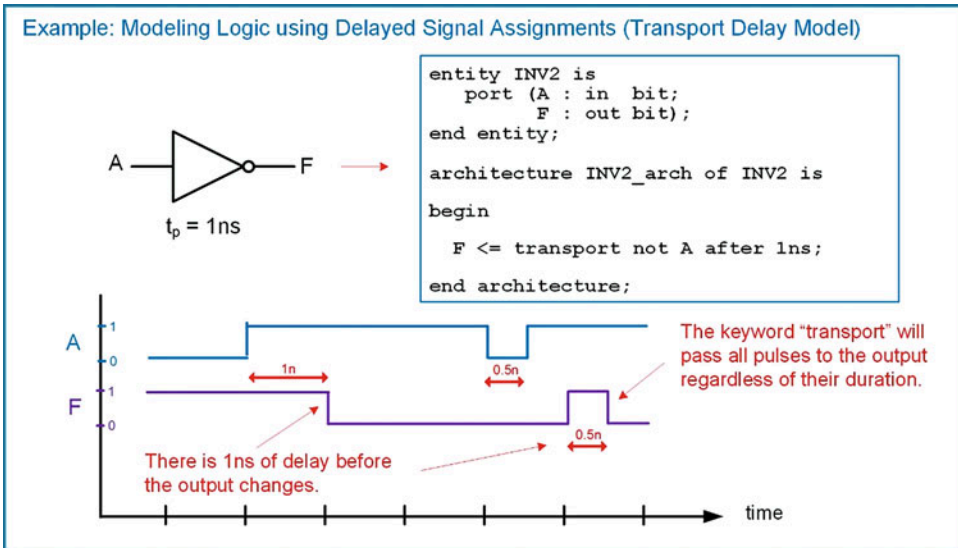 Example: Modeling Logic using Delayed Signal Assignments (Transport Delay Model)
entity INV2 is
port (A : in bit;
F : out bit);
end entity;
architecture INV2_arch of INV2 is
begin
F <= transport not A after 1ns;
end architecture;
A
F
tp = 1ns
A
1
0
1n
0.5n
The keyword “transport” will
pass all pulses to the output
regardless of their duration.
F
1
0
0.5n
There is 1ns of delay before
the output changes.
time